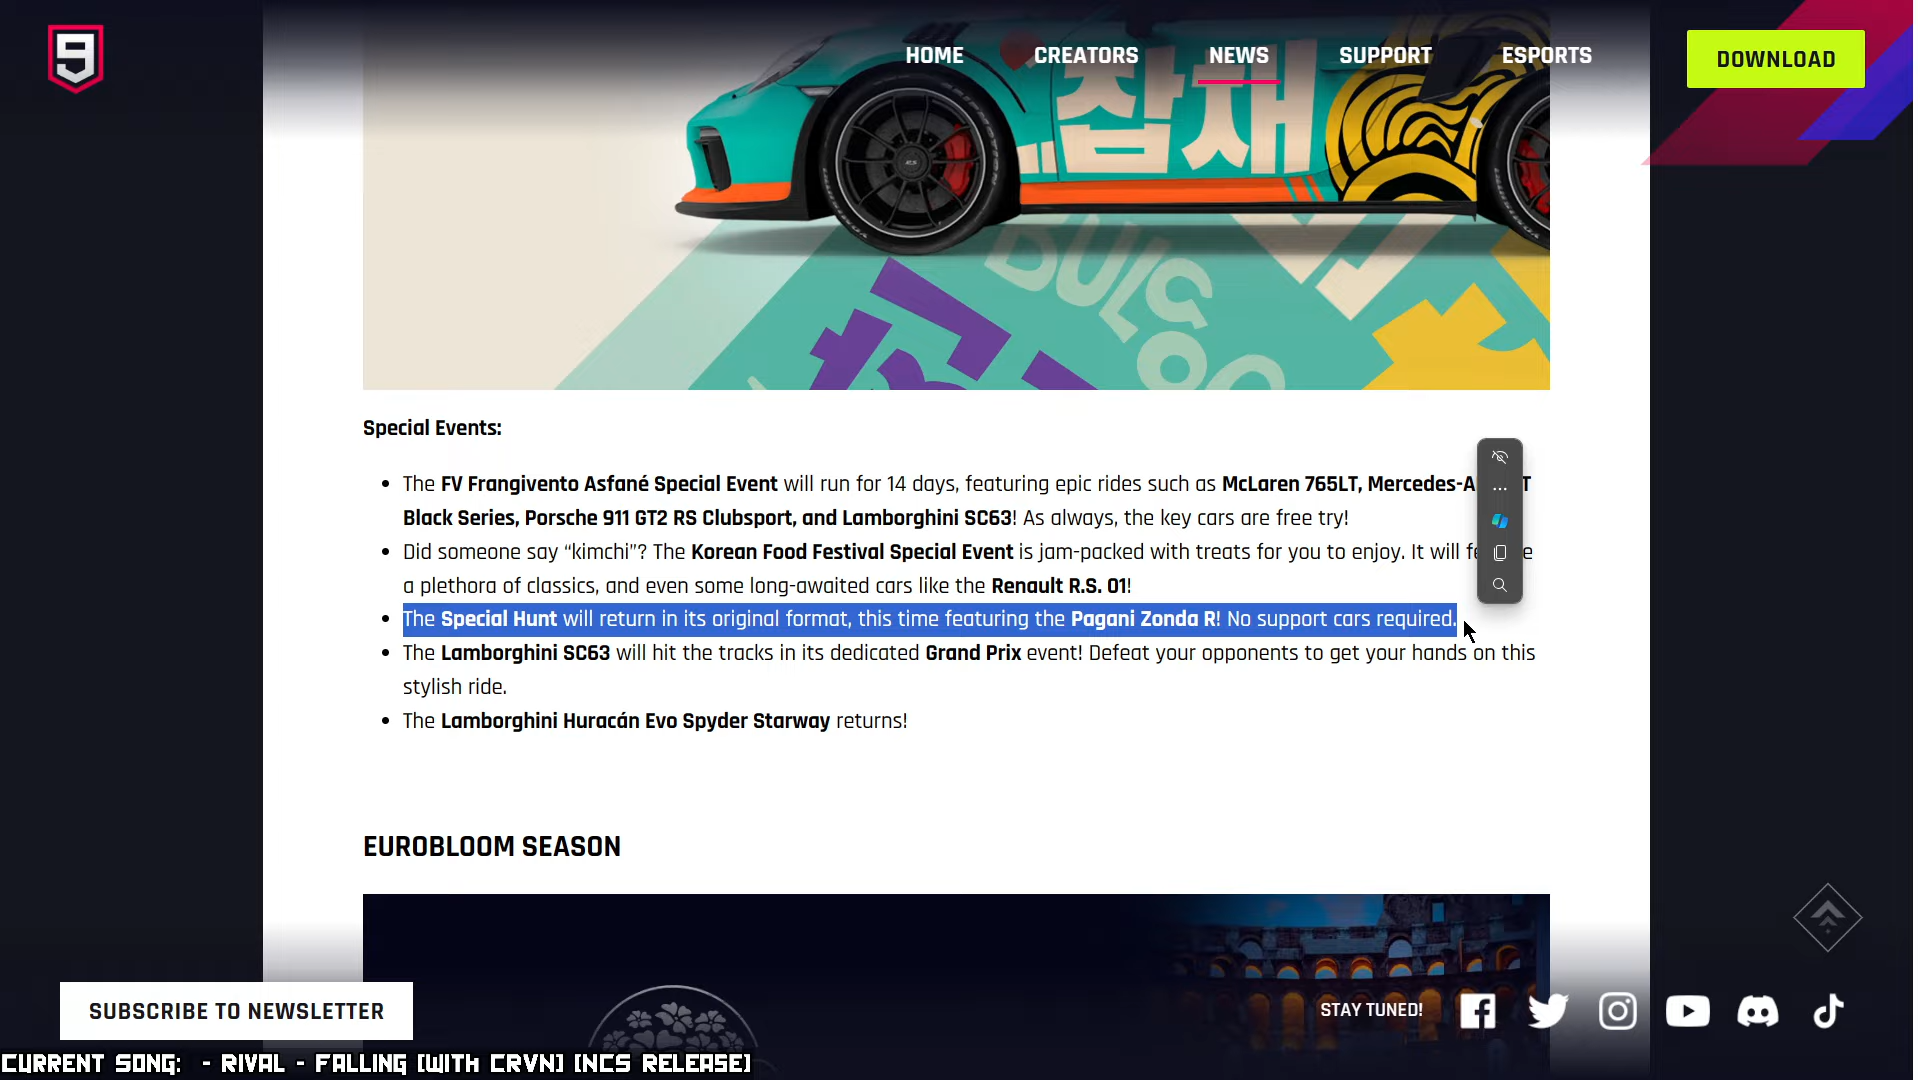 9
HOME CREATORS NEWS SUPPORT ESPORTS
DOWNLOAD
잡채
BULGOG
Special Events:
• The FV Frangivento Asfané Special Event will run for 14 days, featuring epic rides such as McLaren 765LT, Mercedes-A T
Black Series, Porsche 911 GT2 RS Clubsport, and Lamborghini SC63! As always, the key cars are free try!
• Did someone say “kimchi”? The Korean Food Festival Special Event is jam-packed with treats for you to enjoy. It will fe e
a plethora of classics, and even some long-awaited cars like the Renault R.S. 01!
• The Special Hunt will return in its original format, this time featuring the Pagani Zonda R! No support cars required.
• The Lamborghini SC63 will hit the tracks in its dedicated Grand Prix event! Defeat your opponents to get your hands on this
stylish ride.
• The Lamborghini Huracán Evo Spyder Starway returns!
EUROBLOOM SEASON
SUBSCRIBE TO NEWSLETTER
STAY TUNED!
CURRENT SONG: - RIVAL - FALLING [WITH CRVN] [NCS RELEASE]